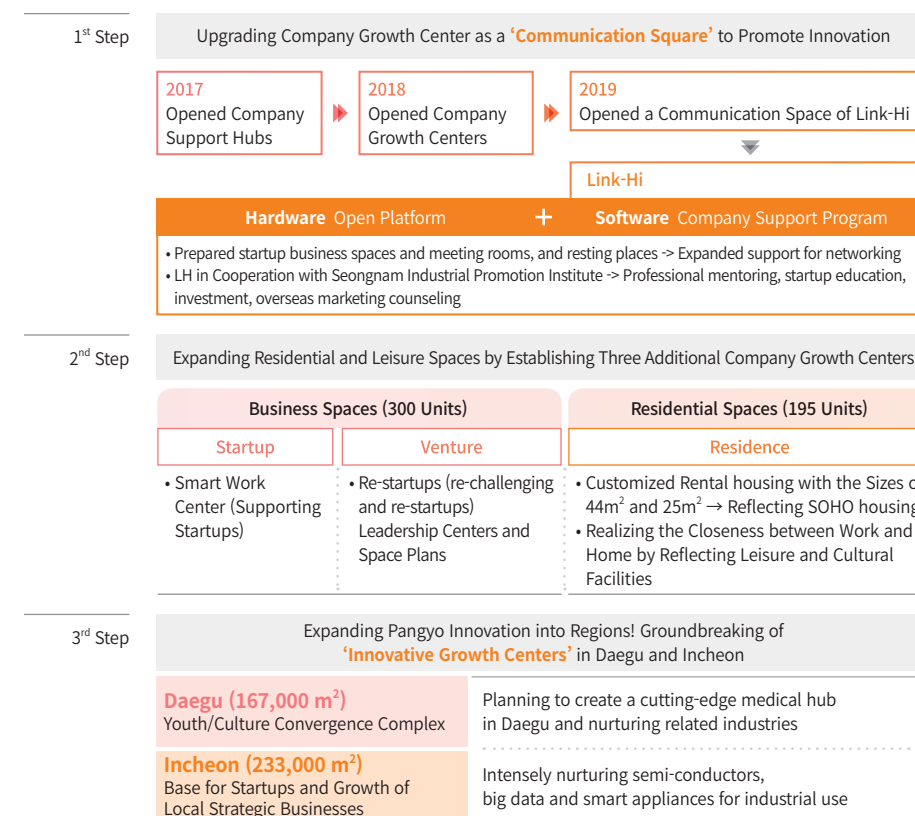 1st Step
Upgrading Company Growth Center as a ‘Communication Square’ to Promote Innovation
2017
Opened Company
Support Hubs
2018
Opened Company
Growth Centers
2019
Opened a Communication Space of Link-Hi
Link-Hi
Hardware Open Platform + Software Company Support Program
• Prepared startup business spaces and meeting rooms, and resting places -> Expanded support for networking
• LH in Cooperation with Seongnam Industrial Promotion Institute -> Professional mentoring, startup education,
investment, overseas marketing counseling
2nd Step
Expanding Residential and Leisure Spaces by Establishing Three Additional Company Growth Centers
Business Spaces (300 Units)
Startup
• Smart Work
Center (Supporting
Startups)
Venture
• Re-startups (re-challenging
and re-startups)
Leadership Centers and
Space Plans
Residential Spaces (195 Units)
Residence
• Customized Rental housing with the Sizes
44m² and 25m² → Reflecting SOHO housing
• Realizing the Closeness between Work and
Home by Reflecting Leisure and Cultural
Facilities
3rd Step
Expanding Pangyo Innovation into Regions! Groundbreaking of
‘Innovative Growth Centers’ in Daegu and Incheon
Daegu (167,000 m²)
Youth/Culture Convergence Complex
Planning to create a cutting-edge medical hub
in Daegu and nurturing related industries
Incheon (233,000 m²)
Base for Startups and Growth of
Local Strategic Businesses
Intensely nurturing semi-conductors,
big data and smart appliances for industrial use